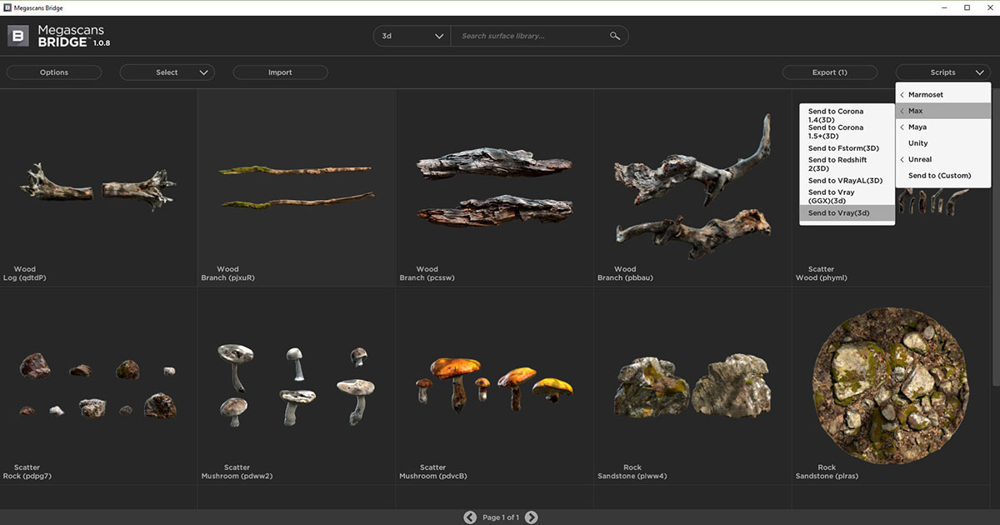 Megascans Bridge
Megascans
BRIDGE™ 1.0.8
3d
Search surface library...
Options
Select
Import
Export (1)
Scripts
Marmoset
Max
Maya
Unity
Unreal
Send to (Custom)
Send to Corona
1.4(3D)
Send to Corona
1.5+(3D)
Send to Fstorm(3D)
Send to Redshift
2(3D)
Send to VRayAL(3D)
Send to Vray
(GGX)(3d)
Send to Vray(3d)
Wood
Log (qdtdP)
Wood
Branch (pjxuR)
Wood
Branch (pcssw)
Wood
Branch (pbbau)
Scatter
Wood (phyml)
Scatter
Rock (pdpg7)
Scatter
Mushroom (pdww2)
Scatter
Mushroom (pdvcB)
Rock
Sandstone (plww4)
Rock
Sandstone (plras)
Page 1 of 1